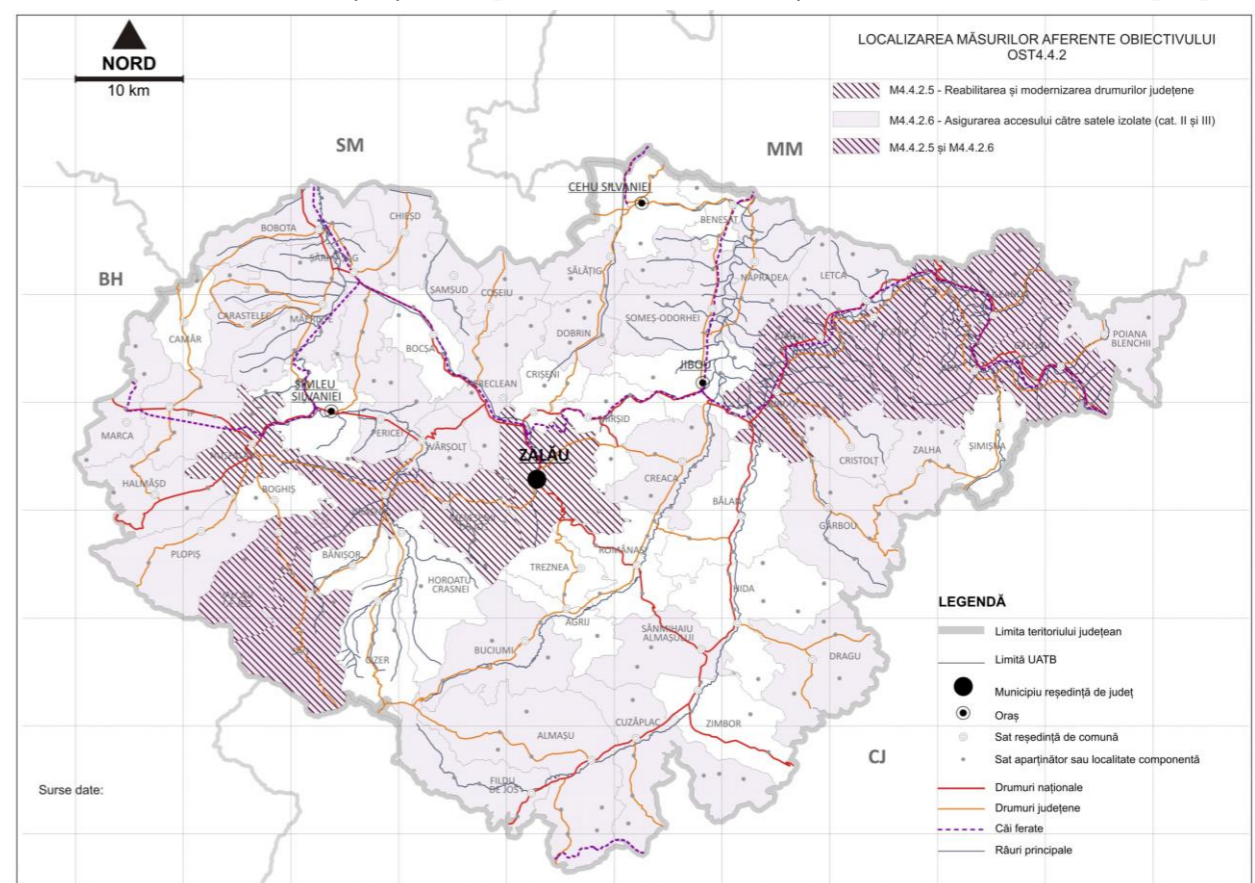 LOCALIZAREA MĂSURILOR AFERENTE OBIECTIVULUI
OST4.4.2
M4.4.2.5 - Reabilitarea și modernizarea drumurilor județene
M4.4.2.6 - Asigurarea accesului către satele izolate (cat. II și III)
M4.4.2.5 și M4.4.2.6
NORD
10 km
SM
MM
BH
CJ
CEHU SILVANIEI
BENESAT
CHIEȘD
BOBOTA
SĂLĂȚIG
NĂPRADEA
LETCA
SAMȘUD
COȘEIU
CARASTELEC
SOMEȘ-ODORHEI
DOBRIN
CAMĂR
BOCȘA
CRIȘENI
POIANA
BLENCHII
JIBOU
ȘIMLEU
SILVANIEI
IP
MARCA
PERICEI
VÂRȘOLȚ
ZALĂU
CREACA
CRISTOLȚ
ZALHA
SIMIȘNA
HALMĂȘD
BOGHIȘ
BĂLAN
GÂRBOU
PLOPIȘ
BĂNIȘOR
HOROATU
CRASNEI
TREZNEA
ROMÂNAȘI
HIDA
AGRIJ
SÂNMIHAIU
ALMAȘULUI
BUCIUMI
DRAGU
CUZĂPLAC
ZIMBOR
ALMAȘU
FILDU
DE JOS
Surse date:
LEGENDĂ
Limita teritoriului județean
Limită UATB
Municipiu reședință de județ
Oraș
Sat reședință de comună
Sat aparținător sau localitate componentă
Drumuri naționale
Drumuri județene
Căi ferate
Râuri principale